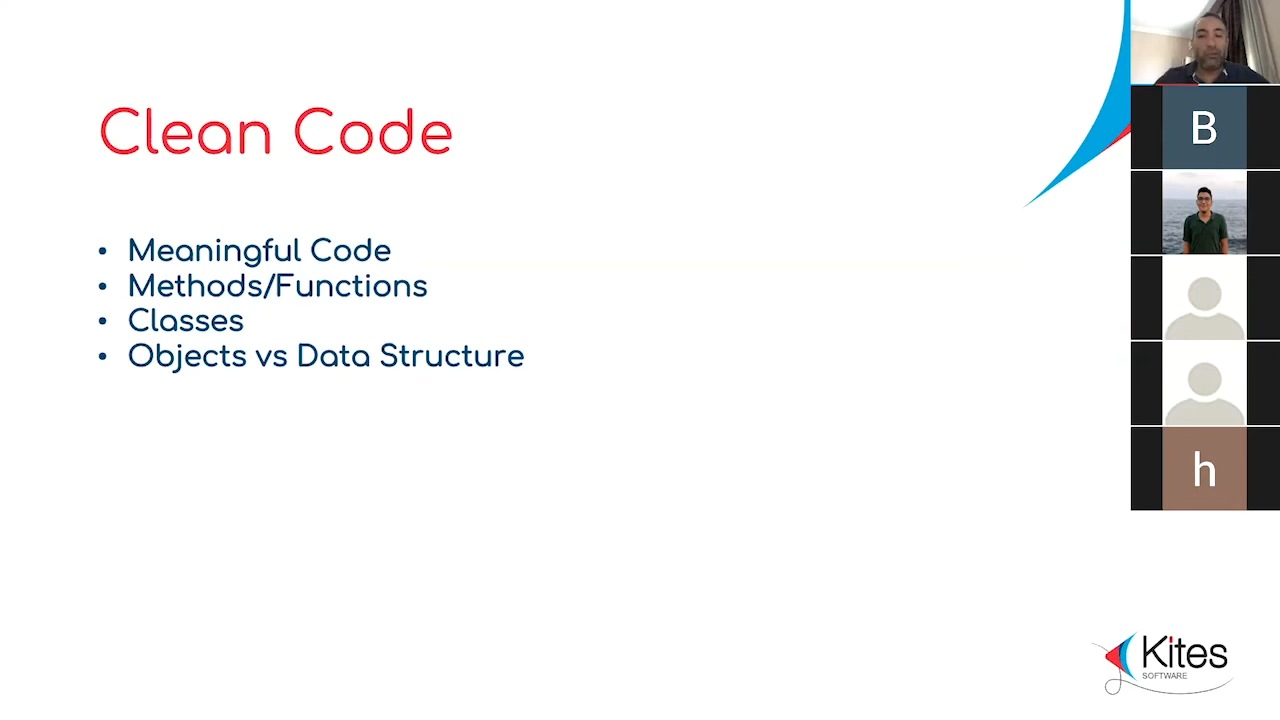 Clean Code
• Meaningful Code
• Methods/Functions
• Classes
• Objects vs Data Structure
B
h
Kites
SOFTWARE